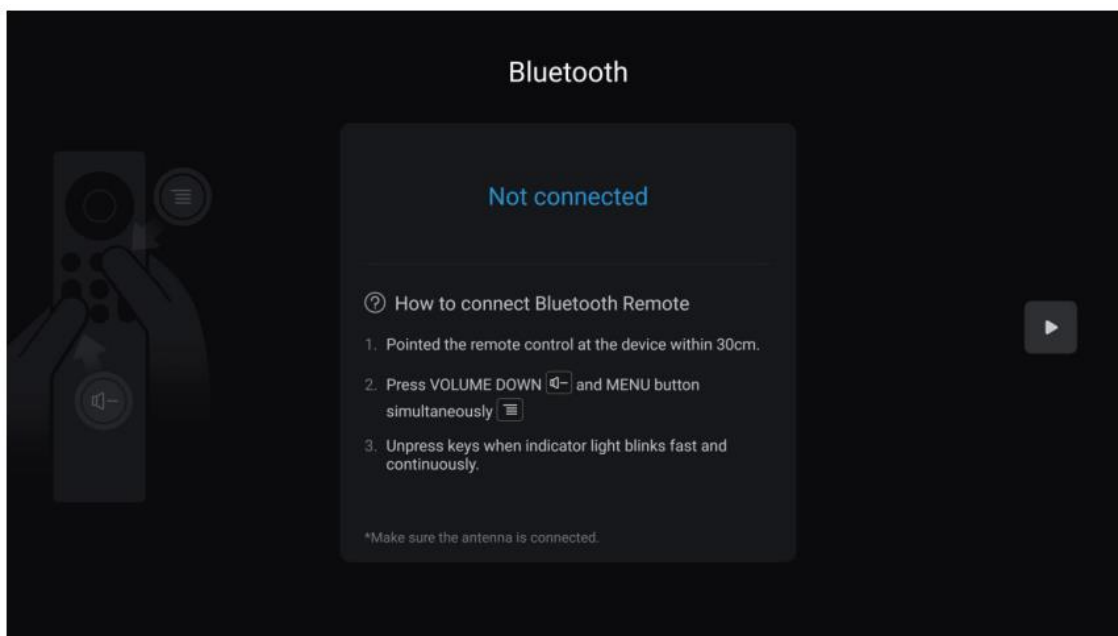 Bluetooth
Not connected
How to connect Bluetooth Remote
1. Pointed the remote control at the device within 30cm.
2. Press VOLUME DOWN and MENU button
simultaneously
3. Unpress keys when indicator light blinks fast and
continuously.
*Make sure the antenna is connected.